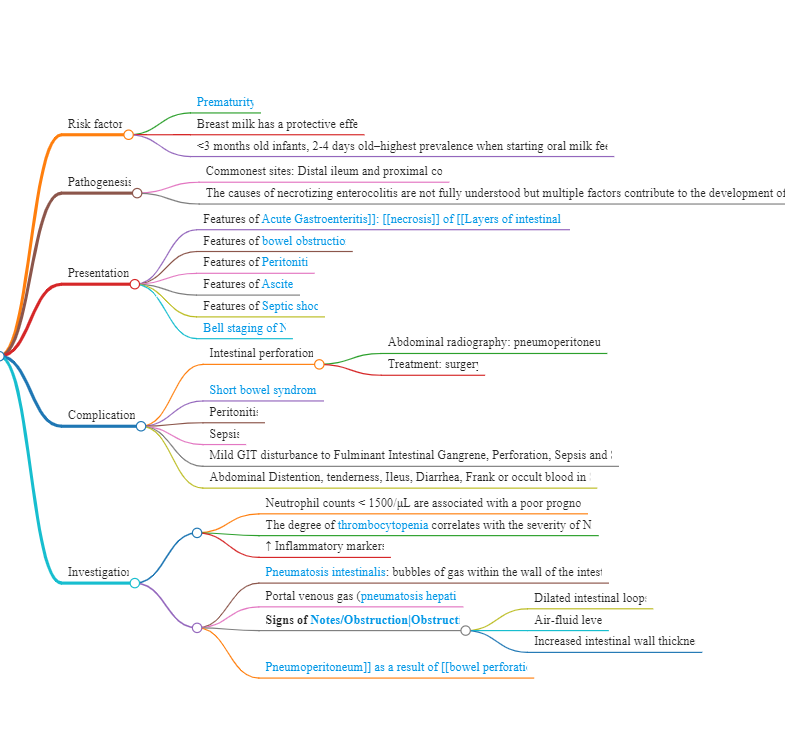 Risk factor
Prematurity
Breast milk has a protective effe
<3 months old infants, 2-4 days old–highest prevalence when starting oral milk fe
Pathogenesis
Commonest sites: Distal ileum and proximal co
The causes of necrotizing enterocolitis are not fully understood but multiple factors contribute to the development of
Presentation
Features of Acute Gastroenteritis]]: [[necrosis]] of [[Layers of intestinal
Features of bowel obstructio
Features of Peritoniti
Features of Ascite
Features of Septic shoc
Bell staging of N
Complication
Intestinal perforation
Abdominal radiography: pneumoperitoneu
Treatment: surger
Short bowel syndrom
Peritonitis
Sepsis
Mild GIT disturbance to Fulminant Intestinal Gangrene, Perforation, Sepsis and
Abdominal Distention, tenderness, Ileus, Diarrhea, Frank or occult blood in
Investigation
Neutrophil counts < 1500/μL are associated with a poor progno
The degree of thrombocytopenia correlates with the severity of N
↑ Inflammatory markers
Pneumatosis intestinalis: bubbles of gas within the wall of the intest
Portal venous gas (pneumatosis hepati
Signs of Notes/Obstruction|Obstruct
Dilated intestinal loops
Air-fluid leve
Increased intestinal wall thickne
Pneumoperitoneum]] as a result of [[bowel perforati